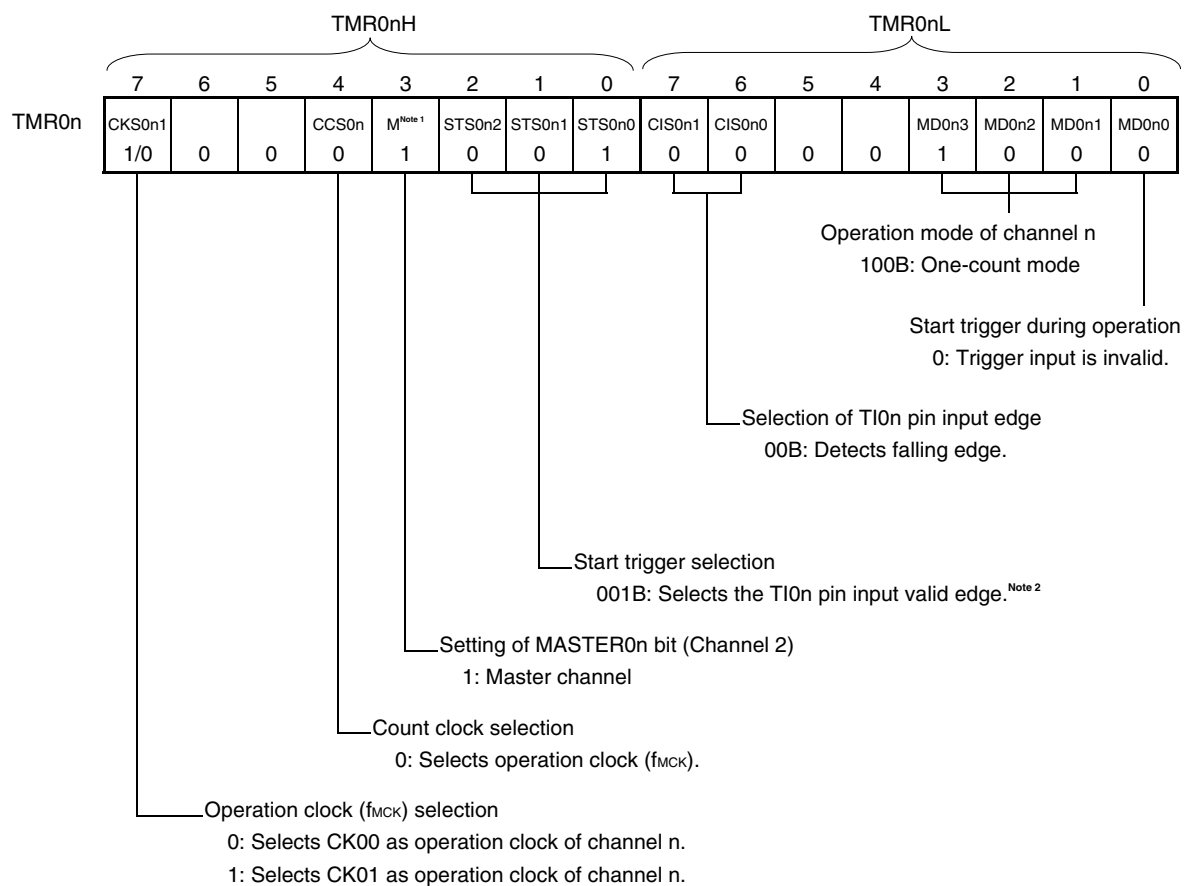 TMR0nH TMR0nL
7 6 5 4 3 2 1 0 7 6 5 4 3 2 1 0
TMR0n CKS0n1 CCS0n M Note 1 STS0n2 STS0n1 STS0n0 CIS0n1 CIS0n0 MD0n3 MD0n2 MD0n1 MD0n0
1/0 0 0 0 1 0 0 1 0 0 0 0 1 0 0 0
Operation mode of channel n
100B: One-count mode
Start trigger during operation
0: Trigger input is invalid.
Selection of TI0n pin input edge
00B: Detects falling edge.
Start trigger selection
001B: Selects the TI0n pin input valid edge.Note 2
Setting of MASTER0n bit (Channel 2)
1: Master channel
Count clock selection
0: Selects operation clock (fMCK).
Operation clock (fMCK) selection
0: Selects CK00 as operation clock of channel n.
1: Selects CK01 as operation clock of channel n.